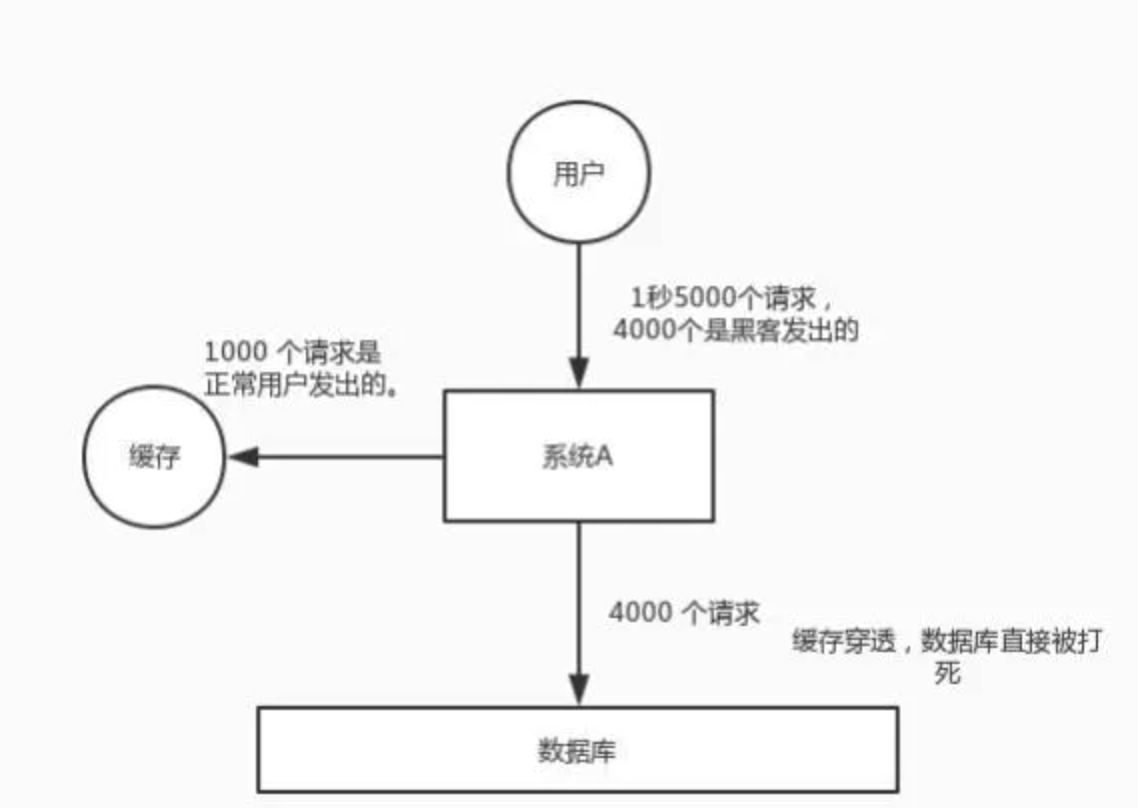 用户
1秒5000个请求，
4000个是黑客发出的
1000 个请求是
正常用户发出的。
缓存
系统A
4000 个请求
缓存穿透，数据库直接被打
死
数据库